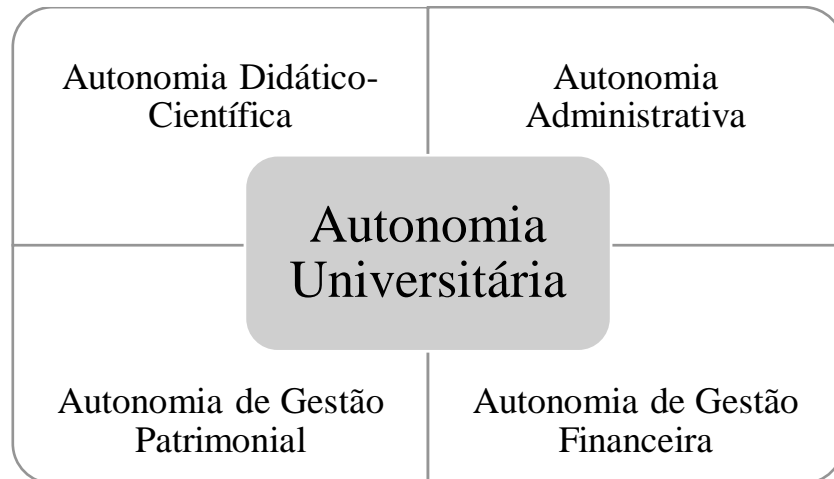 Autonomia Didático-
Científica
Autonomia
Administrativa
Autonomia
Universitária
Autonomia de Gestão
Patrimonial
Autonomia de Gestão
Financeira